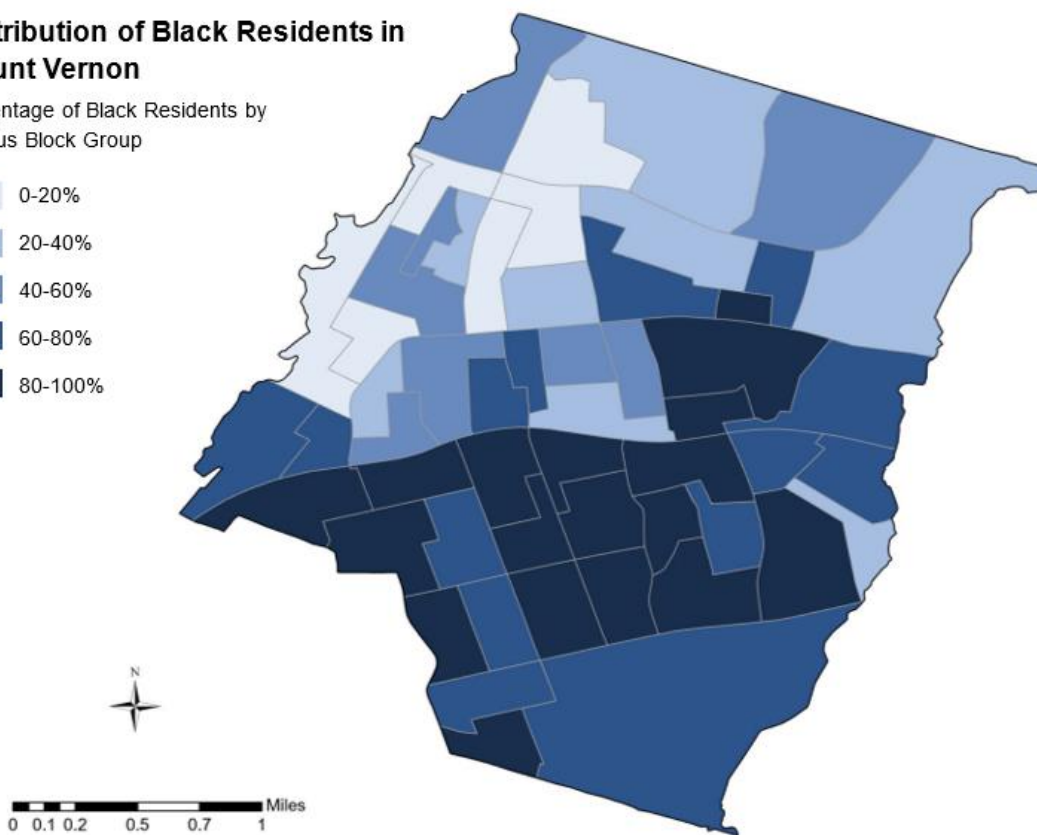 tribution of Black Residents in
unt Vernon
entage of Black Residents by
us Block Group
0-20%
20-40%
40-60%
60-80%
80-100%
N
Miles
0 0.1 0.2 0.5 0.7 1